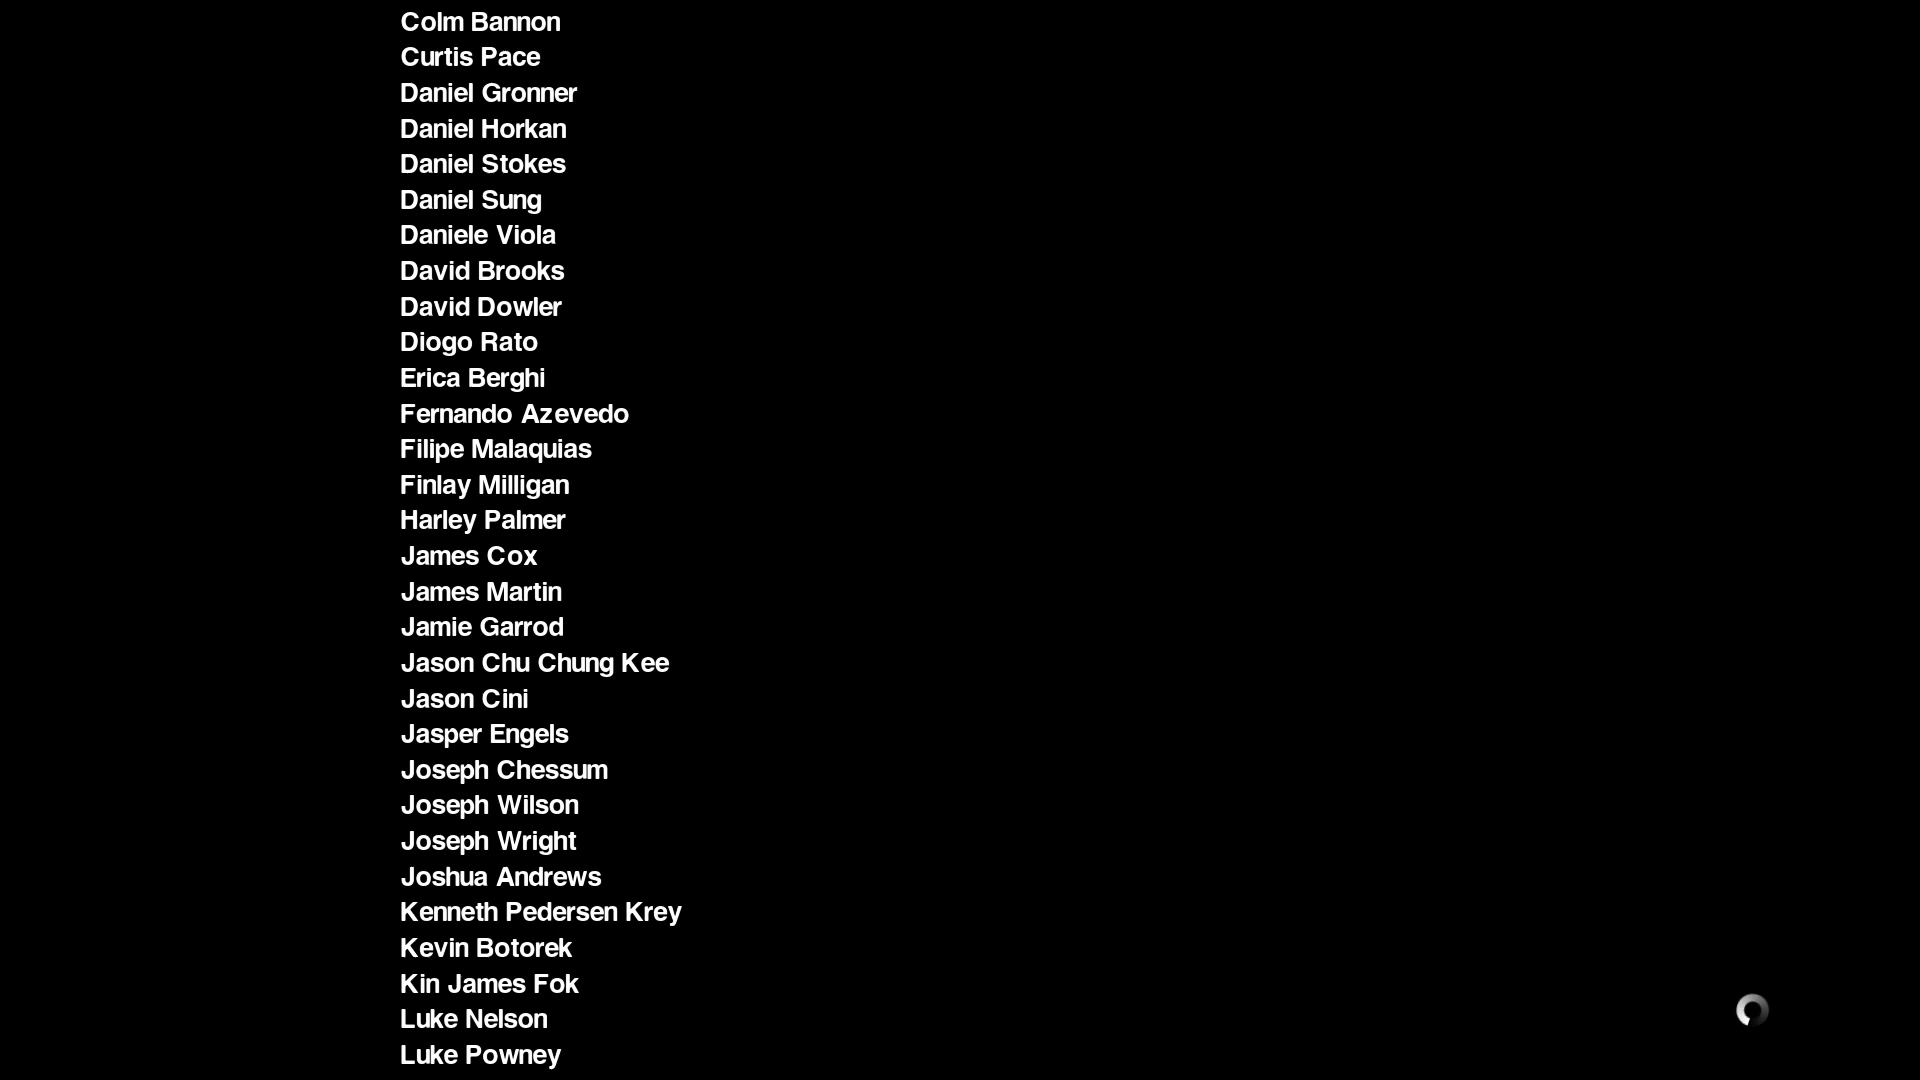 Colm Bannon
Curtis Pace
Daniel Gronner
Daniel Horkan
Daniel Stokes
Daniel Sung
Daniele Viola
David Brooks
David Dowler
Diogo Rato
Erica Berghi
Fernando Azevedo
Filipe Malaquias
Finlay Milligan
Harley Palmer
James Cox
James Martin
Jamie Garrod
Jason Chu Chung Kee
Jason Cini
Jasper Engels
Joseph Chessum
Joseph Wilson
Joseph Wright
Joshua Andrews
Kenneth Pedersen Krey
Kevin Botorek
Kin James Fok
Luke Nelson
Luke Powney